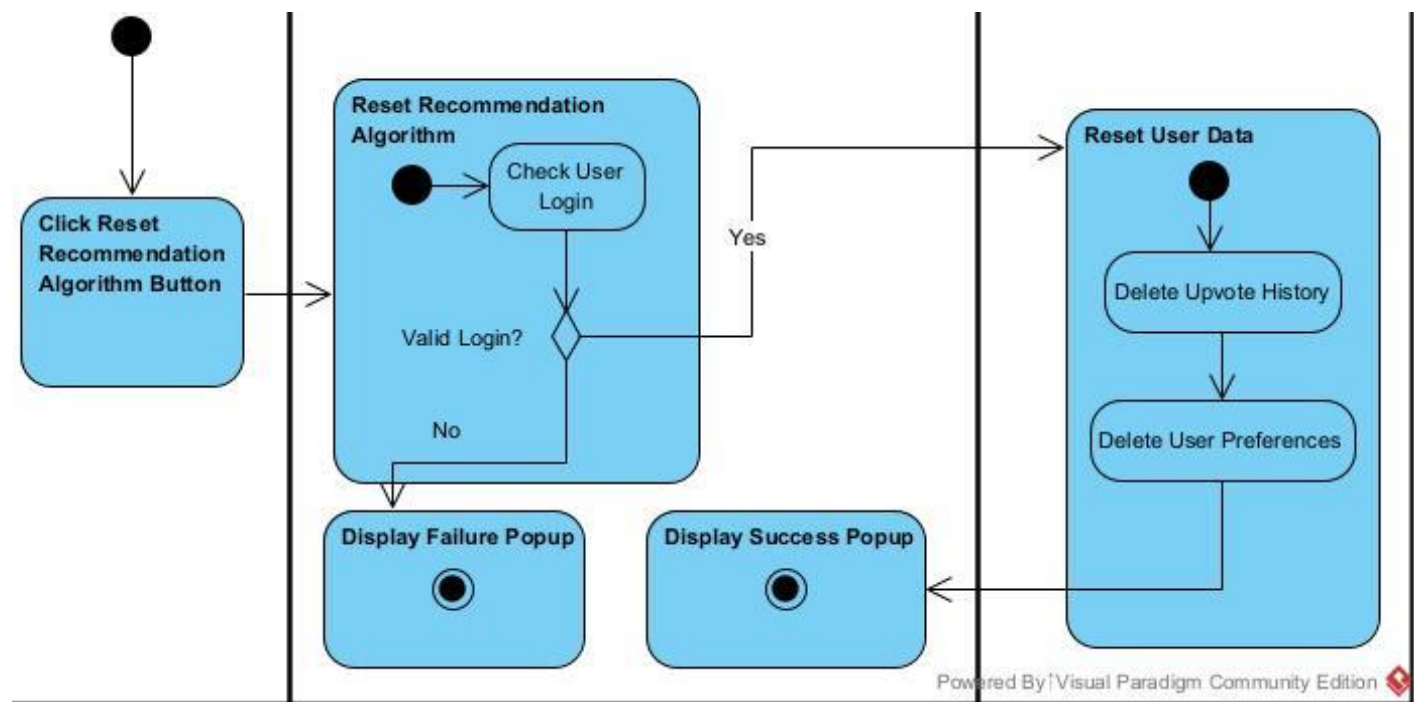 Click Reset
Recommendation
Algorithm Button
Reset Recommendation
Algorithm
Check User
Login
Valid Login?
Yes
No
Display Failure Popup
Display Success Popup
Reset User Data
Delete Upvote History
Delete User Preferences
Powered By Visual Paradigm Community Edition